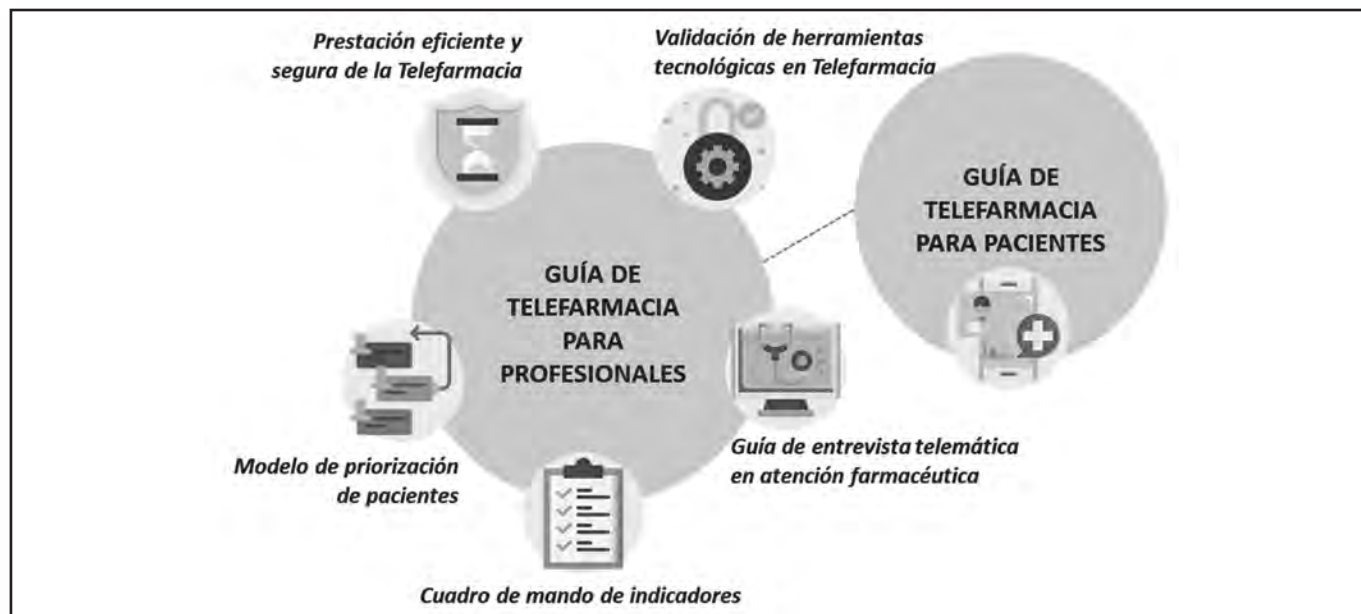 Prestación eficiente y
segura de la Telefarmacia
Validación de herramientas
tecnológicas en Telefarmacia
GUÍA DE
TELEFARMACIA
PARA PACIENTES
GUÍA DE
TELEFARMACIA
PARA
PROFESIONALES
Modelo de priorización
de pacientes
Guía de entrevista telemática
en atención farmacéutica
Cuadro de mando de indicadores